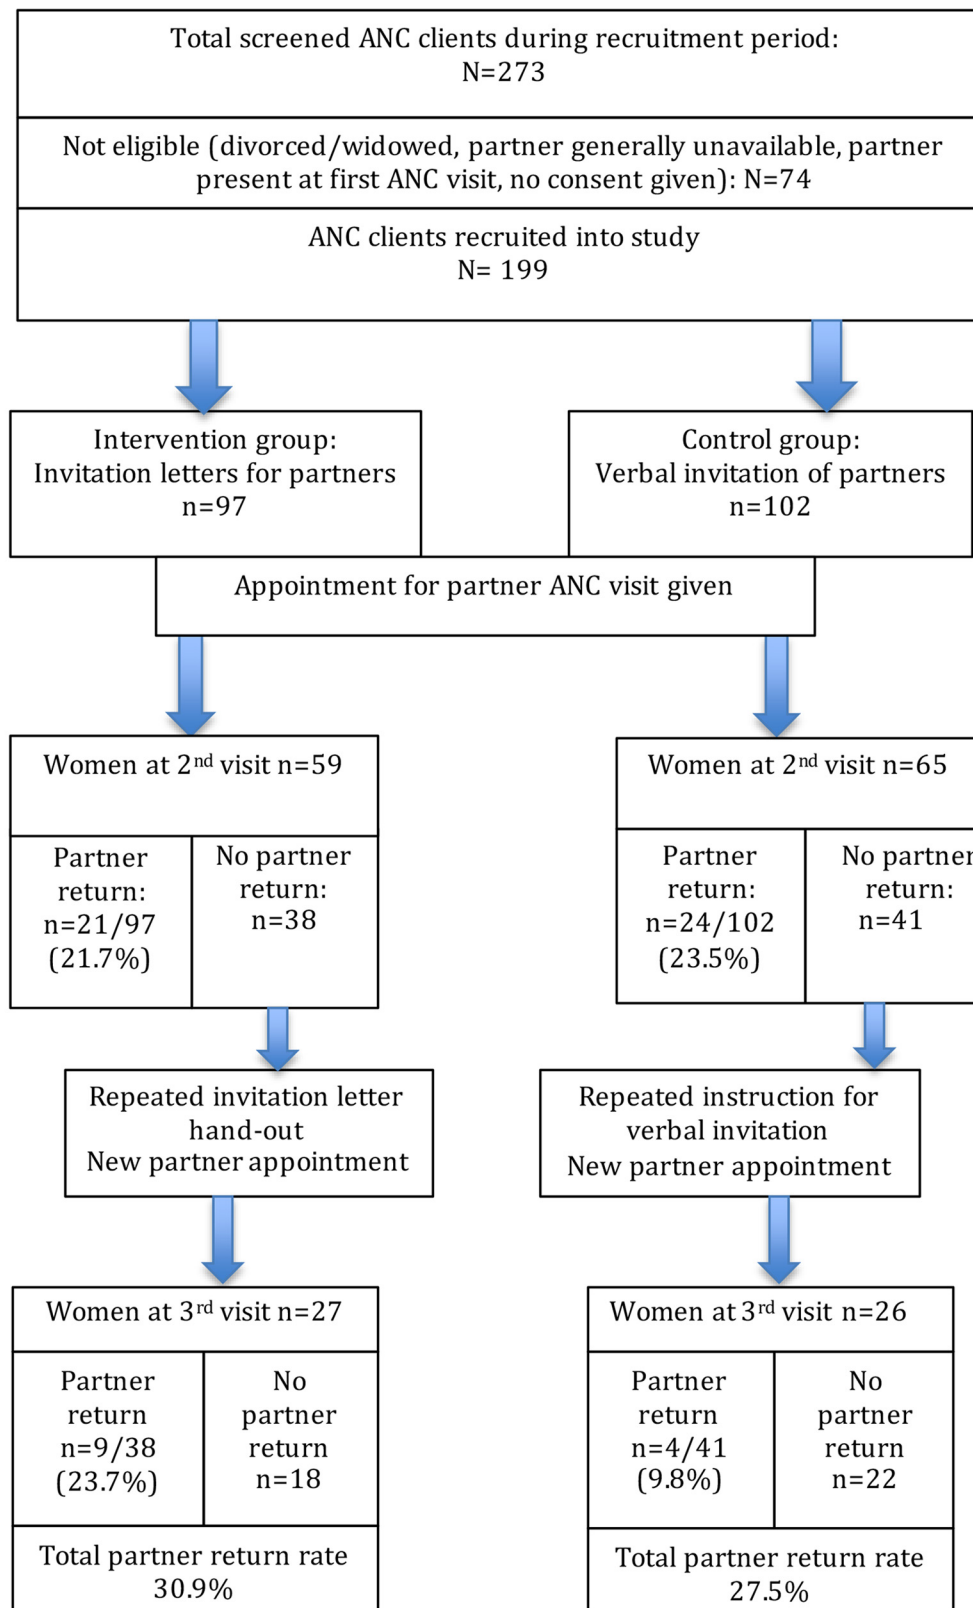 Total screened ANC clients during recruitment period:
N=273
Not eligible (divorced/widowed, partner generally unavailable, partner
present at first ANC visit, no consent given): N=74
ANC clients recruited into study
N= 199
Intervention group:
Invitation letters for partners
n=97
Control group:
Verbal invitation of partners
n=102
Appointment for partner ANC visit given
Women at 2nd visit n=59
Partner
return:
n=21/97
(21.7%)
No partner
return:
n=38
Women at 2nd visit n=65
Partner
return:
n=24/102
(23.5%)
No partner
return:
n=41
Repeated invitation letter
hand-out
New partner appointment
Repeated instruction for
verbal invitation
New partner appointment
Women at 3rd visit n=27
Partner
return
n=9/38
(23.7%)
No
partner
return
n=18
Total partner return rate
30.9%
Women at 3rd visit n=26
Partner
return
n=4/41
(9.8%)
No
partner
return
n=22
Total partner return rate
27.5%